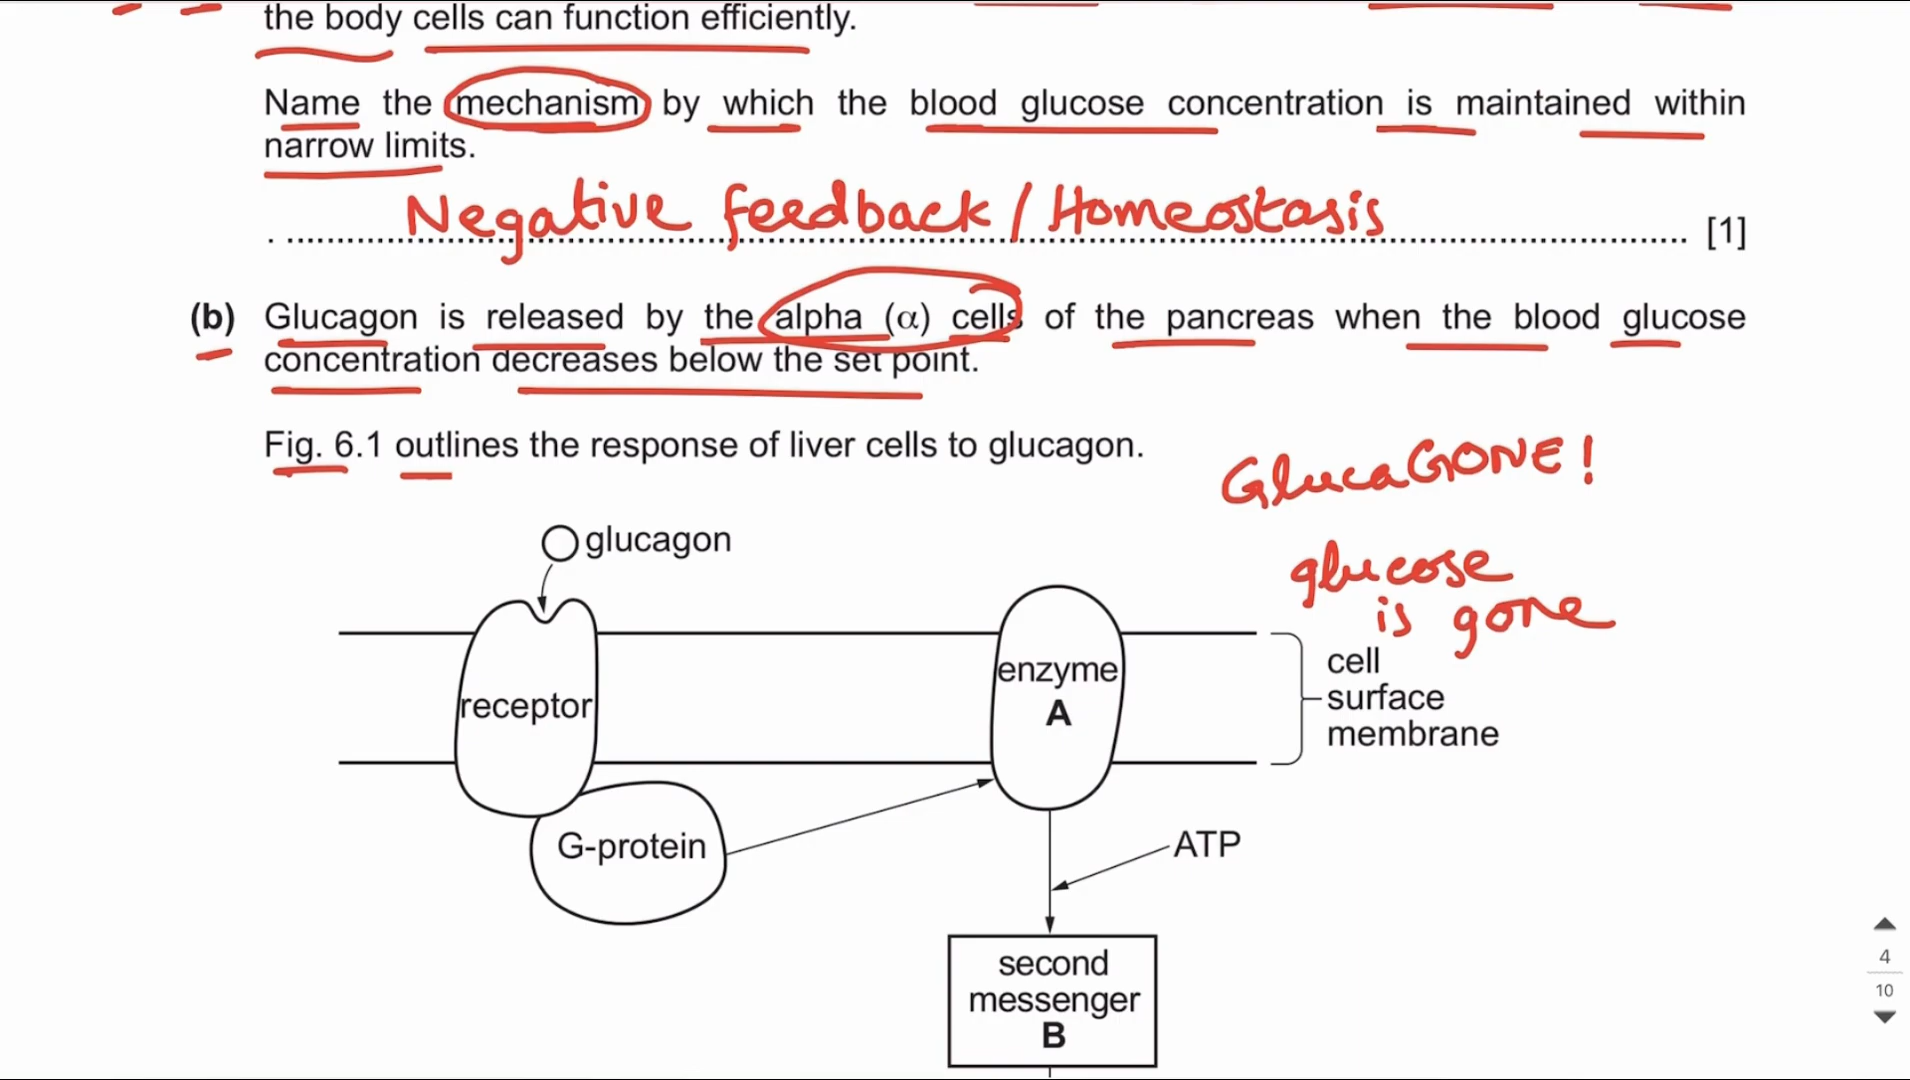 the body cells can function efficiently.
Name the mechanism by which the blood glucose concentration is maintained within
narrow limits.
Negative feedback / Homeostasis
[1]
(b) Glucagon is released by the alpha (α) cells of the pancreas when the blood glucose
concentration decreases below the set point.
Fig. 6.1 outlines the response of liver cells to glucagon.
GlucaGONE!
glucagon
glucose
is gone
receptor
enzyme
A
cell
surface
membrane
G-protein
ATP
second
messenger
B
4
10